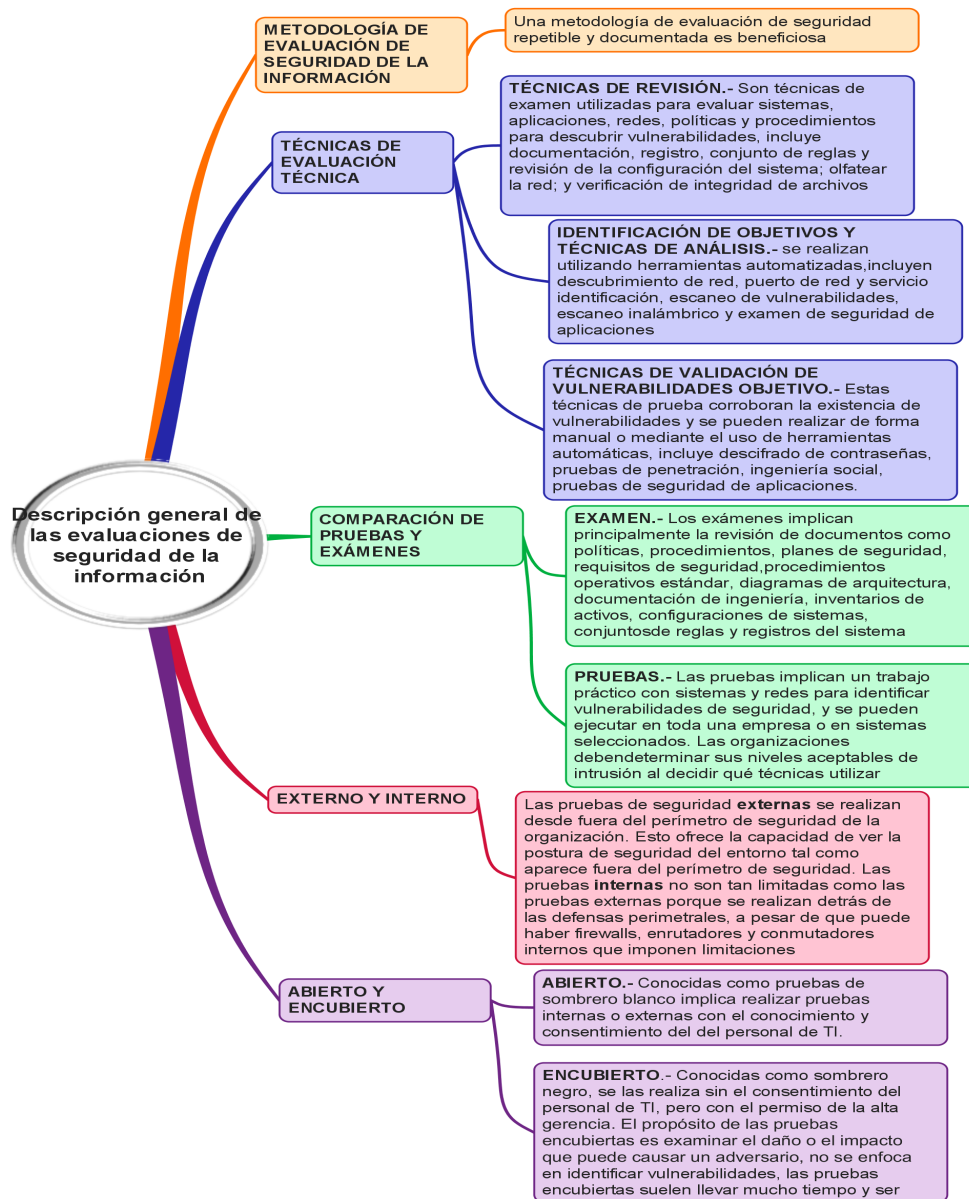 METODOLOGÍA DE
EVALUACIÓN DE
SEGURIDAD DE LA
INFORMACIÓN
Una metodología de evaluación de seguridad
repetible y documentada es beneficiosa
TÉCNICAS DE
EVALUACIÓN
TÉCNICA
TÉCNICAS DE REVISIÓN.- Son técnicas de
examen utilizadas para evaluar sistemas,
aplicaciones, redes, políticas y procedimientos
para descubrir vulnerabilidades, incluye
documentación, registro, conjunto de reglas y
revisión de la configuración del sistema; olfatear
la red; y verificación de integridad de archivos
IDENTIFICACIÓN DE OBJETIVOS Y
TÉCNICAS DE ANÁLISIS.- se realizan
utilizando herramientas automatizadas,incluyen
descubrimiento de red, puerto de red y servicio
identificación, escaneo de vulnerabilidades,
escaneo inalámbrico y examen de seguridad de
aplicaciones
TÉCNICAS DE VALIDACIÓN DE
VULNERABILIDADES OBJETIVO.- Estas
técnicas de prueba corroboran la existencia de
vulnerabilidades y se pueden realizar de forma
manual o mediante el uso de herramientas
automáticas, incluye descifrado de contraseñas,
pruebas de penetración, ingeniería social,
pruebas de seguridad de aplicaciones.
Descripción general de
las evaluaciones de
seguridad de la
información
COMPARACIÓN DE
PRUEBAS Y
EXÁMENES
EXAMEN.- Los exámenes implican
principalmente la revisión de documentos como
políticas, procedimientos, planes de seguridad,
requisitos de seguridad,procedimientos
operativos estándar, diagramas de arquitectura,
documentación de ingeniería, inventarios de
activos, configuraciones de sistemas,
conjuntosde reglas y registros del sistema
PRUEBAS.- Las pruebas implican un trabajo
práctico con sistemas y redes para identificar
vulnerabilidades de seguridad, y se pueden
ejecutar en toda una empresa o en sistemas
seleccionados. Las organizaciones
debendeterminar sus niveles aceptables de
intrusión al decidir qué técnicas utilizar
EXTERNO Y INTERNO
Las pruebas de seguridad externas se realizan
desde fuera del perímetro de seguridad de la
organización. Esto ofrece la capacidad de ver la
postura de seguridad del entorno tal como
aparece fuera del perímetro de seguridad. Las
pruebas internas no son tan limitadas como las
pruebas externas porque se realizan detrás de
las defensas perimetrales, a pesar de que puede
haber firewalls, enrutadores y conmutadores
internos que imponen limitaciones
ABIERTO Y
ENCUBIERTO
ABIERTO.- Conocidas como pruebas de
sombrero blanco implica realizar pruebas
internas o externas con el conocimiento y
consentimiento del del personal de TI.
ENCUBIERTO.- Conocidas como sombrero
negro, se las realiza sin el consentimiento del
personal de TI, pero con el permiso de la alta
gerencia. El propósito de las pruebas
encubiertas es examinar el daño o el impacto
que puede causar un adversario, no se enfoca
en identificar vulnerabilidades, las pruebas
encubiertas suelen llevar mucho tiempo y ser